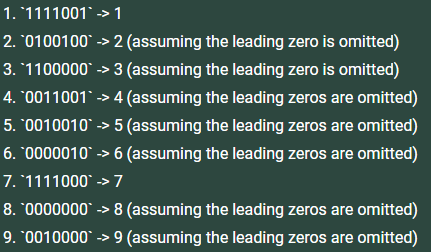 1. `1111001` -> 1
2. `0100100` -> 2 (assuming the leading zero is omitted)
3. `1100000` -> 3 (assuming the leading zero is omitted)
4. `0011001` -> 4 (assuming the leading zeros are omitted)
5. `0010010` -> 5 (assuming the leading zeros are omitted)
6. `0000010` -> 6 (assuming the leading zeros are omitted)
7. `1111000` -> 7
8. `0000000` -> 8 (assuming the leading zeros are omitted)
9. `0010000` -> 9 (assuming the leading zeros are omitted)